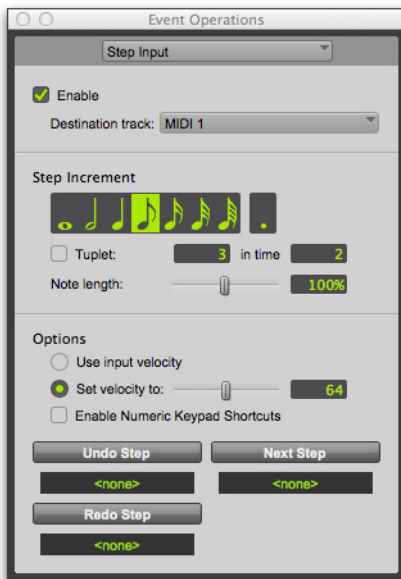 Event Operations
Step Input
Enable
Destination track: MIDI 1
Step Increment
Tuplet: 3 in time 2
Note length: 100%
Options
Use input velocity
Set velocity to: 64
Enable Numeric Keypad Shortcuts
Undo Step Next Step
<none> <none>
Redo Step
<none>